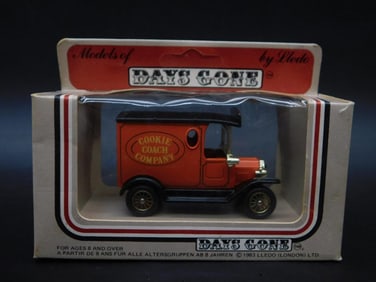 Models of DAYS GONE by Lledo
COOKIE
COACH
COMPANY
DAYS GONE
FOR AGES 8 AND OVER
A PARTIR DE 8 ANS FÜR ALLE ALTERSGRUPPEN AB 8 JAHREN © 1983 LLEDO (LONDON) LTD.